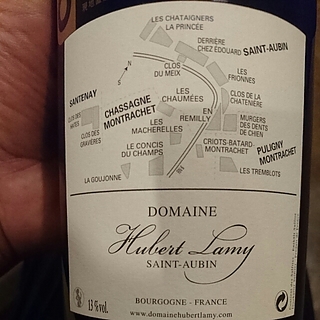 LES CHATAIGNERS
LA PRINCÉE
DERRIÈRE
CHEZ ÉDOUARD
SAINT-AUBIN
S
N
CLOS
DU MEIX
LES
FRIONNES
SANTENAY
LES
CHAUMÉES
CLOS DE LA
CHATENIÈRE
CLOS DES
HATES
CHASSAGNE
MONTRACHET
EN
REMILLY
CLOS DES
GRAVIÈRES
LES
MACHERELLES
MURGERS
DES DENTS
DE CHIEN
LE CONCIS
DU CHAMPS
CRIOTS-BATARD-
MONTRACHET
PULIGNY
MONTRACHET
LA GOUJONNE
LES TREMBLOTS
DOMAINE
Hubert Lamy
SAINT-AUBIN
13 % vol.
BOURGOGNE - FRANCE
www.domainehubertlamy.com